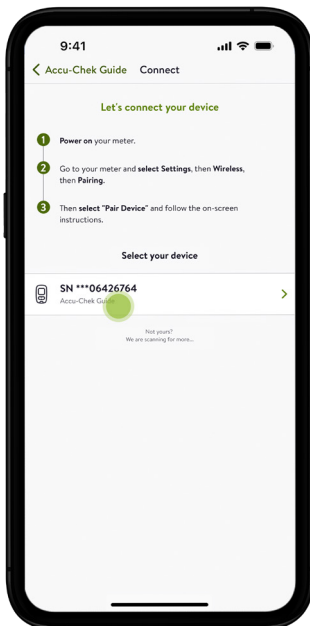 9:41
Accu-Chek Guide Connect
Let's connect your device
1 Power on your meter.
2 Go to your meter and select Settings, then Wireless,
then Pairing.
3 Then select "Pair Device" and follow the on-screen
instructions.
Select your device
SN ***06426764
Accu-Chek Guide
Not yours?
We are scanning for more...